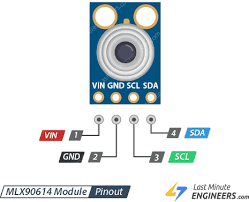 VIN GND SCL SDA
VIN 1
4 SDA
GND 2
3 SCL
MLX90614 Module Pinout
Last Minute
ENGINEERS.com